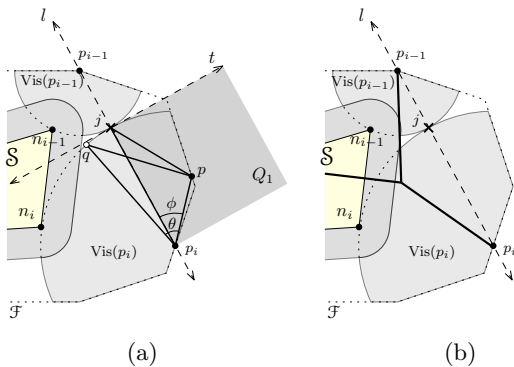 l
p_{i−1}
Vis(p_{i−1})
t
j
n_{i−1}
S
q
p
Q_1
ϕ
θ
n_i
p_i
Vis(p_i)
F
(a)
l
p_{i−1}
Vis(p_{i−1})
j
n_{i−1}
S
n_i
p_i
Vis(p_i)
F
(b)